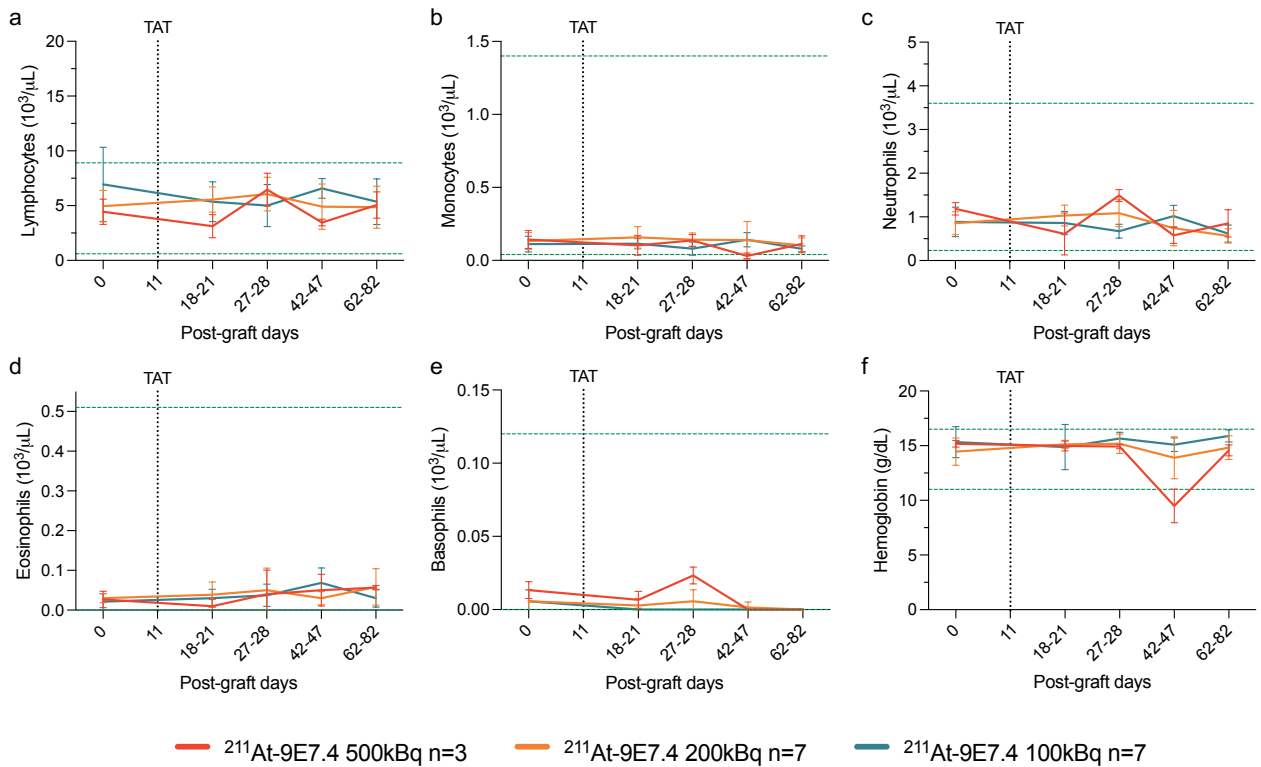 a
TAT
Lymphocytes (10³/μL)
20
15
10
5
0
0
11
18-21
27-28
42-47
62-82
Post-graft days
b
TAT
Monocytes (10³/μL)
1.5
1.0
0.5
0.0
0
11
18-21
27-28
42-47
62-82
Post-graft days
c
TAT
Neutrophils (10³/μL)
5
4
3
2
1
0
0
11
18-21
27-28
42-47
62-82
Post-graft days
d
TAT
Eosinophils (10³/μL)
0.5
0.4
0.3
0.2
0.1
0.0
0
11
18-21
27-28
42-47
62-82
Post-graft days
e
TAT
Basophils (10³/μL)
0.15
0.10
0.05
0.00
0
11
18-21
27-28
42-47
62-82
Post-graft days
f
TAT
Hemoglobin (g/dL)
20
15
10
5
0
0
11
18-21
27-28
42-47
62-82
Post-graft days
²¹¹At-9E7.4 500kBq n=3
²¹¹At-9E7.4 200kBq n=7
²¹¹At-9E7.4 100kBq n=7